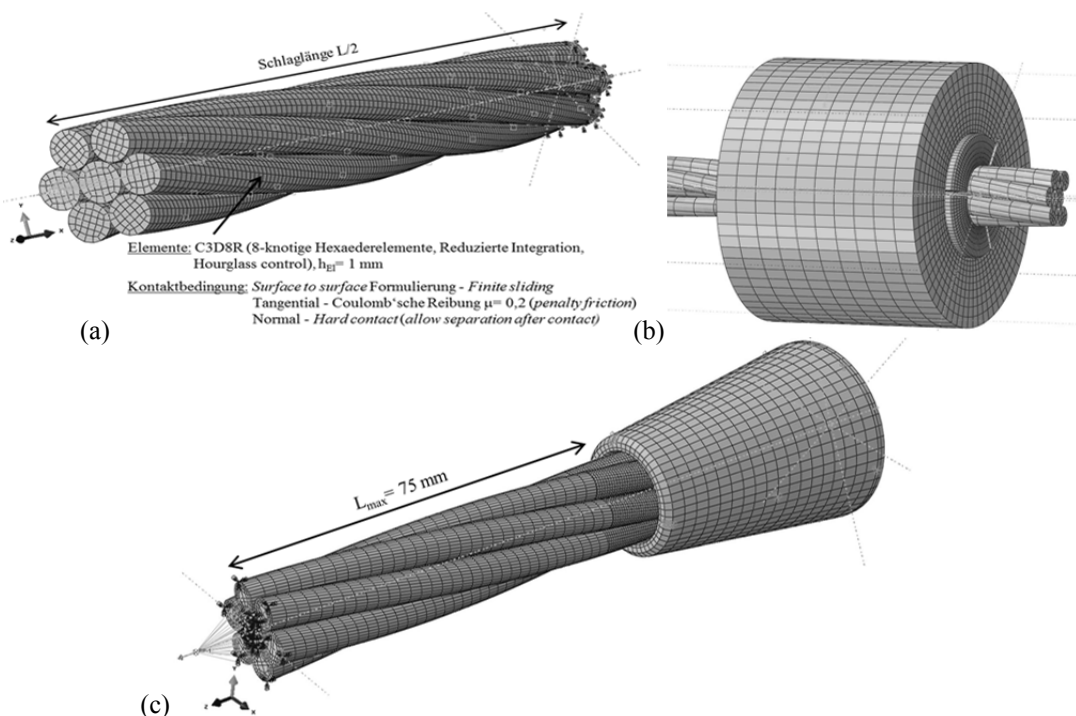 Schlaglänge L/2
Elemente: C3D8R (8-knotige Hexaederelemente, Reduzierte Integration,
Hourglass control), hEl= 1 mm
Kontaktbedingung: Surface to surface Formulierung - Finite sliding
Tangential - Coulomb‘sche Reibung μ= 0,2 (penalty friction)
Normal - Hard contact (allow separation after contact)
(a)
(b)
Lmax= 75 mm
(c)